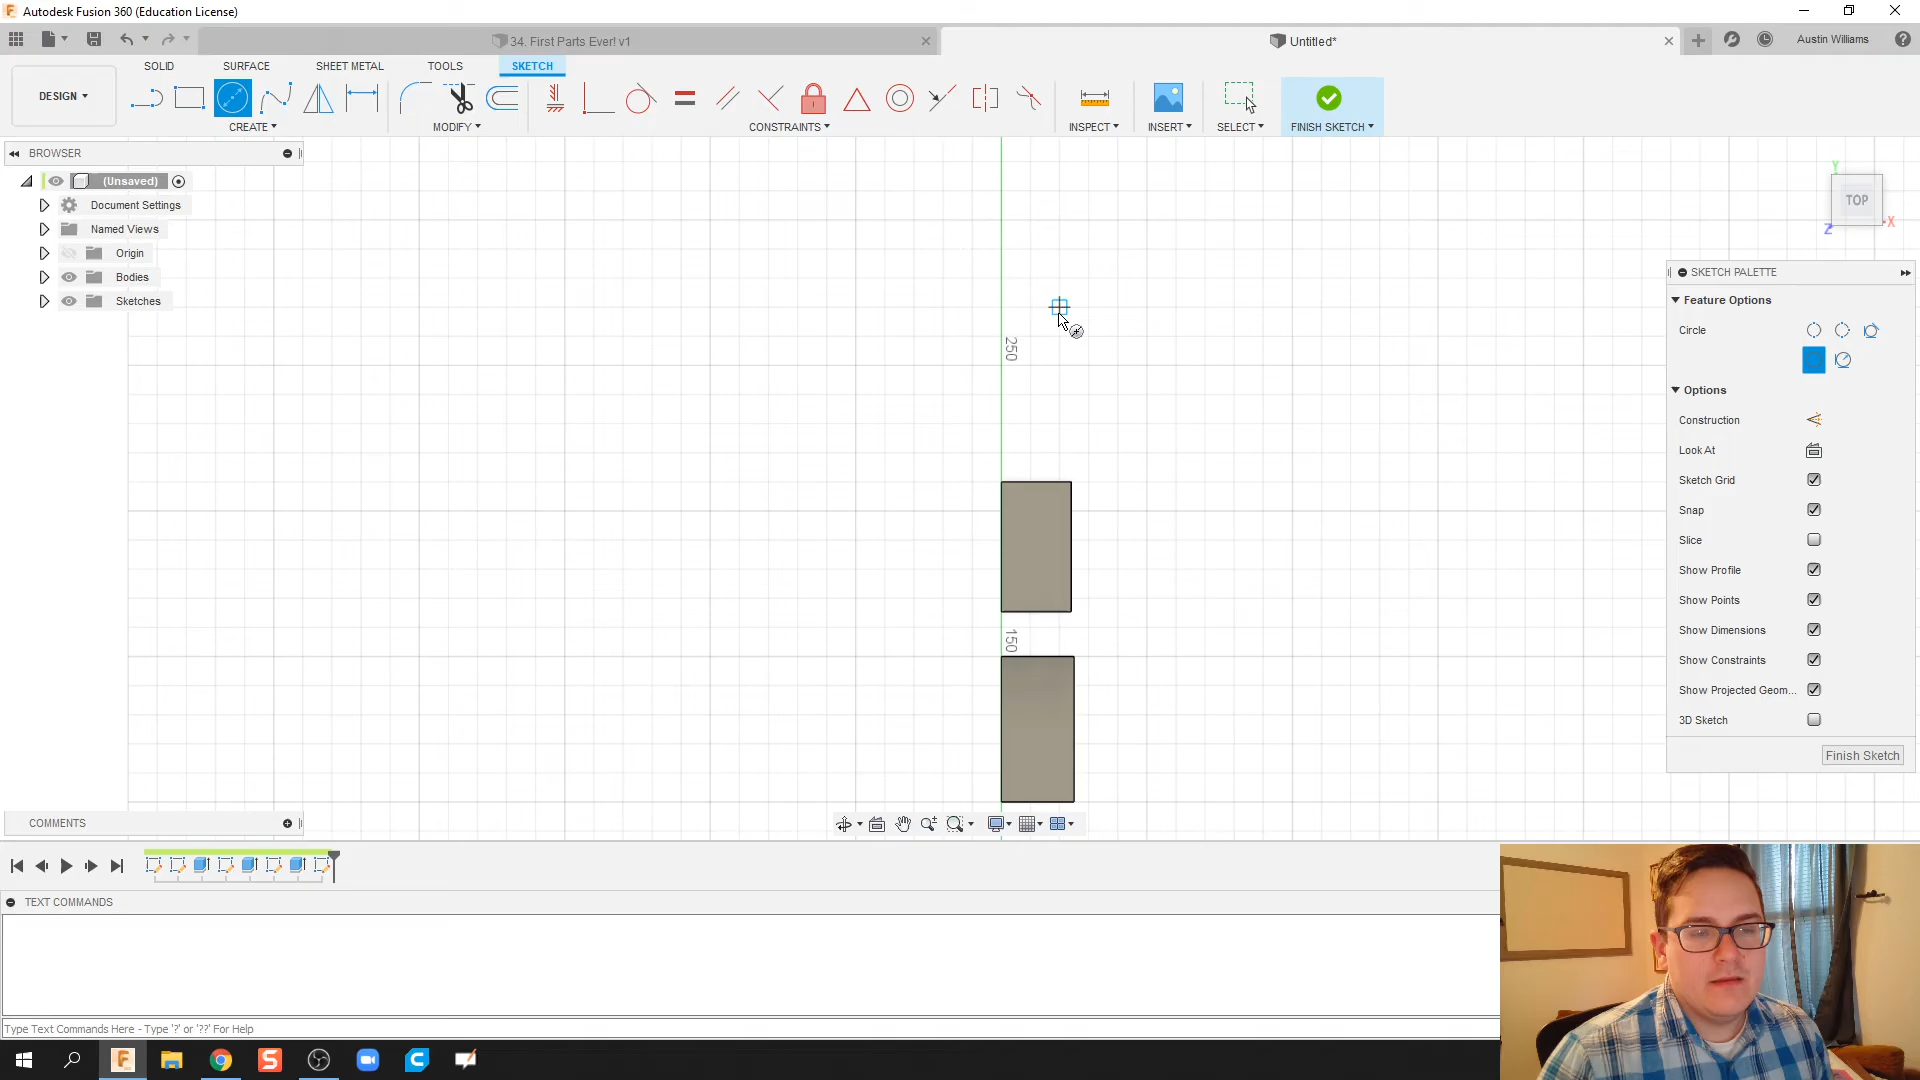 Autodesk Fusion 360 (Education License)
34. First Parts Ever! v1
Untitled*
Austin Williams
SOLID
SURFACE
SHEET METAL
TOOLS
SKETCH
DESIGN
CREATE
MODIFY
CONSTRAINTS
INSPECT
INSERT
SELECT
FINISH SKETCH
BROWSER
(Unsaved)
Document Settings
Named Views
Origin
Bodies
Sketches
250
150
Y
TOP
X
Z
SKETCH PALETTE
Feature Options
Circle
Options
Construction
Look At
Sketch Grid
Snap
Slice
Show Profile
Show Points
Show Dimensions
Show Constraints
Show Projected Geom...
3D Sketch
Finish Sketch
COMMENTS
TEXT COMMANDS
Type Text Commands Here - Type '?' or '??' For Help